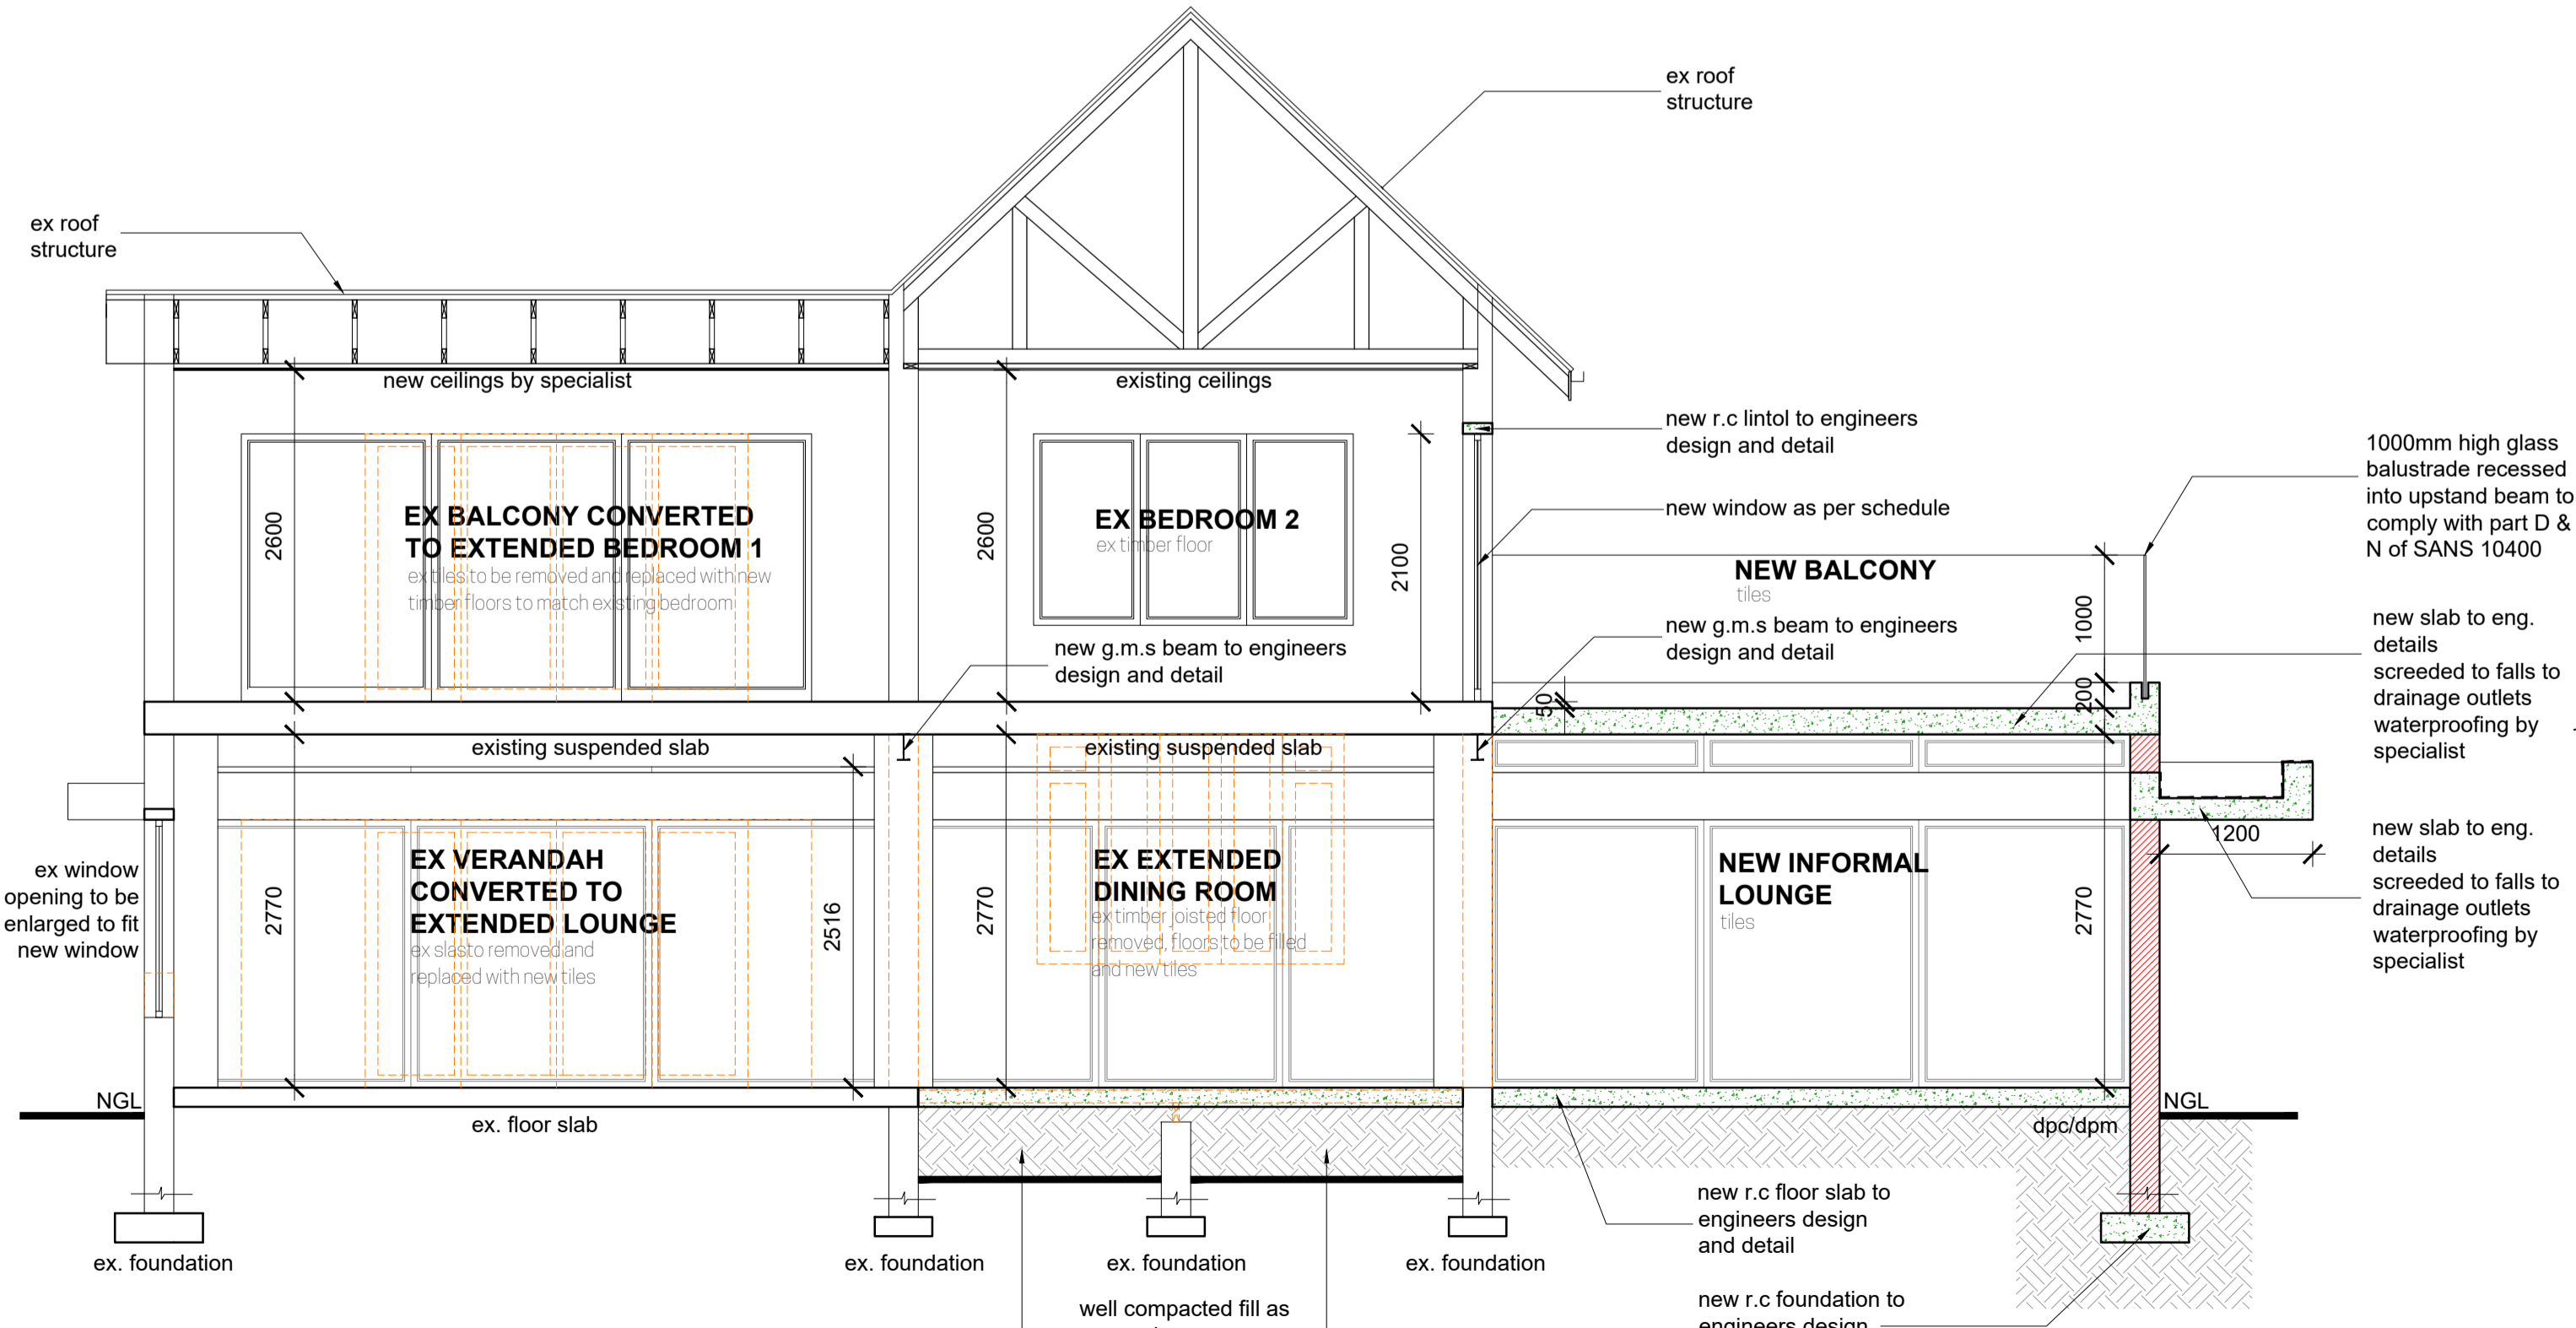 ex roof
structure
ex roof
structure
new ceilings by specialist
existing ceilings
new r.c lintol to engineers
design and detail
1000mm high glass
balustrade recessed
into upstand beam to
comply with part D &
N of SANS 10400
2600
EX BALCONY CONVERTED
TO EXTENDED BEDROOM 1
ex tiles to be removed and replaced with new
timber floors to match existing bedroom
2600
EX BEDROOM 2
ex timber floor
2100
new window as per schedule
NEW BALCONY
tiles
1000
new g.m.s beam to engineers
design and detail
new g.m.s beam to engineers
design and detail
new slab to eng.
details
screeded to falls to
drainage outlets
waterproofing by
specialist
50
200
existing suspended slab
existing suspended slab
ex window
opening to be
enlarged to fit
new window
2770
EX VERANDAH
CONVERTED TO
EXTENDED LOUNGE
ex slasto removed and
replaced with new tiles
2516
2770
EX EXTENDED
DINING ROOM
ex timber joisted floor
removed, floors to be filled
and new tiles
NEW INFORMAL
LOUNGE
tiles
2770
1200
new slab to eng.
details
screeded to falls to
drainage outlets
waterproofing by
specialist
NGL
NGL
ex. floor slab
dpc/dpm
new r.c floor slab to
engineers design
and detail
ex. foundation
ex. foundation
ex. foundation
ex. foundation
well compacted fill as
new r.c foundation to
engineers design